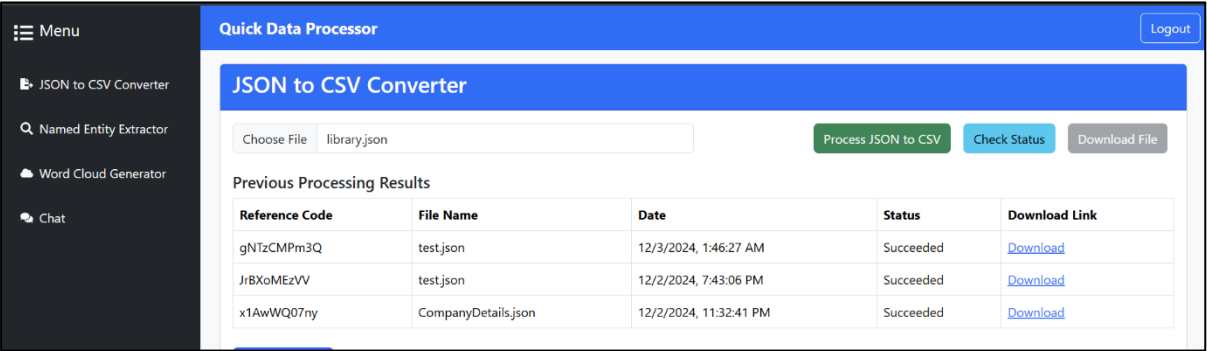 Menu
JSON to CSV Converter
Named Entity Extractor
Word Cloud Generator
Chat
Quick Data Processor
Logout
JSON to CSV Converter
Choose File library.json
Process JSON to CSV
Check Status
Download File
Previous Processing Results
Reference Code File Name Date Status Download Link
gNTzCMPm3Q test.json 12/3/2024, 1:46:27 AM Succeeded Download
JrBXoMEzVV test.json 12/2/2024, 7:43:06 PM Succeeded Download
x1AwWQ07ny CompanyDetails.json 12/2/2024, 11:32:41 PM Succeeded Download